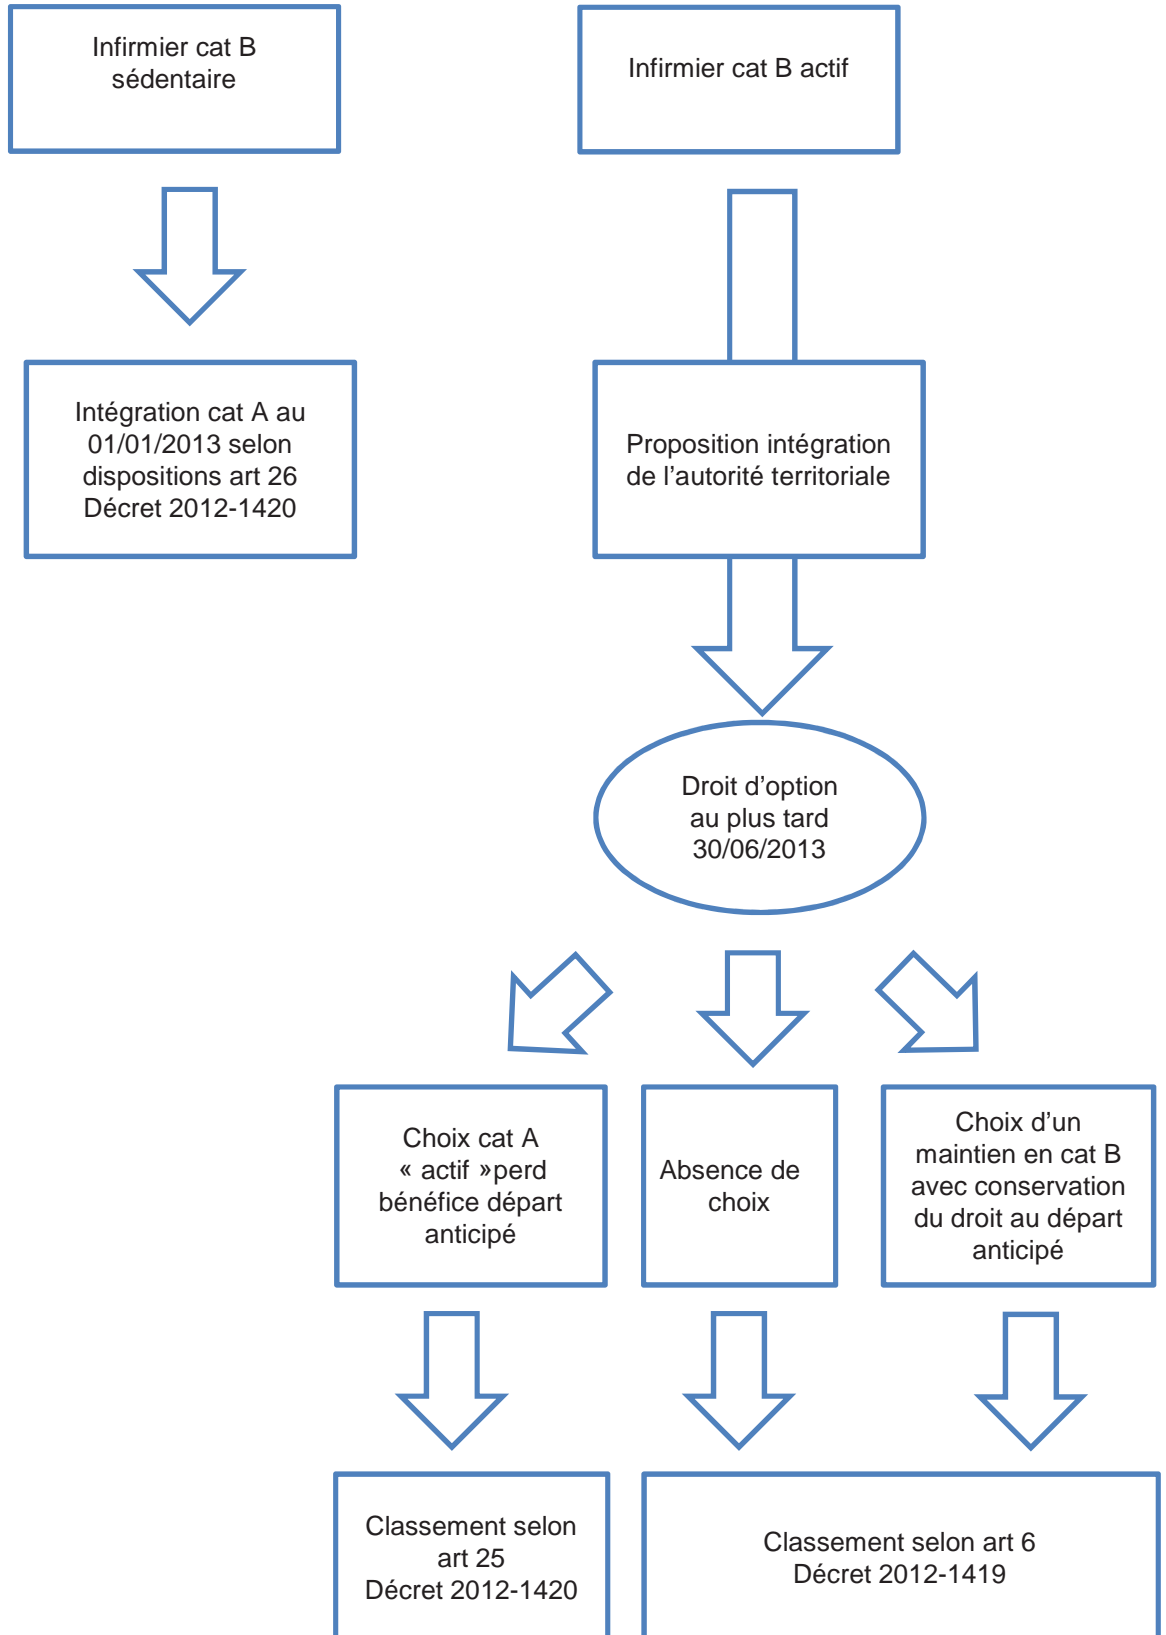 Infirmier cat B
sédentaire
Infirmier cat B actif
Intégration cat A au
01/01/2013 selon
dispositions art 26
Décret 2012-1420
Proposition intégration
de l’autorité territoriale
Droit d’option
au plus tard
30/06/2013
Choix cat A
« actif »perd
bénéfice départ
anticipé
Absence de
choix
Choix d’un
maintien en cat B
avec conservation
du droit au départ
anticipé
Classement selon
art 25
Décret 2012-1420
Classement selon art 6
Décret 2012-1419